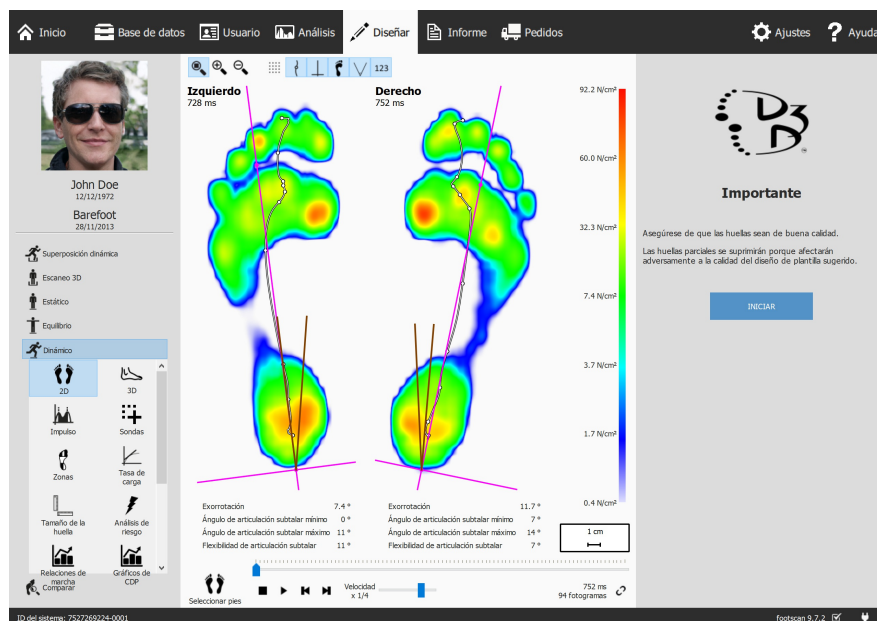 Inicio
Base de datos
Usuario
Análisis
Diseñar
Informe
Pedidos
Ajustes
Ayuda
John Doe
12/12/1972
Barefoot
28/11/2013
Superposición dinámica
Escaneo 3D
Estático
Equilibrio
Dinámico
2D
3D
Impulso
Sondas
Zonas
Tasa de
carga
Tamaño de la
huella
Análisis de
riesgo
Relaciones de
marcha
Gráficos de
CDP
Comparar
123
Izquierdo
728 ms
Derecho
752 ms
92.2 N/cm²
60.0 N/cm²
32.3 N/cm²
7.4 N/cm²
3.7 N/cm²
1.7 N/cm²
0.4 N/cm²
Exorrotación 7.4 °
Ángulo de articulación subtalar mínimo 0 °
Ángulo de articulación subtalar máximo 11 °
Flexibilidad de articulación subtalar 11 °
Exorrotación 11.7 °
Ángulo de articulación subtalar mínimo 7 °
Ángulo de articulación subtalar máximo 14 °
Flexibilidad de articulación subtalar 7 °
1 cm
Seleccionar pies
Velocidad
x 1/4
752 ms
94 fotogramas
D3D
Importante
Asegúrese de que las huellas sean de buena calidad.
Las huellas parciales se suprimirán porque afectarán
adversamente a la calidad del diseño de plantilla sugerido.
INICIAR
ID del sistema: 7527269224-0001
footscan 9.7.2